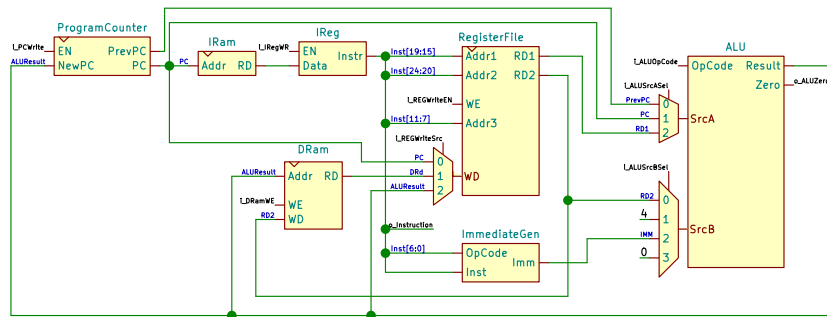 ProgramCounter
i_PCWrite
EN
PrevPC
ALUResult
NewPC
PC
PC
IRam
Addr
RD
IReg
i_IRegWR
EN
Instr
Data
RegisterFile
Inst[19:15]
Addr1
RD1
Inst[24:20]
Addr2
RD2
i_REGWriteEN
WE
Inst[11:7]
Addr3
i_REGWriteSrc
PC
0
DRd
1
WD
ALUResult
2
DRam
ALUResult
Addr
RD
i_DRamWE
WE
RD2
WD
o_Instruction
ImmediateGen
Inst[6:0]
OpCode
Imm
Inst
ALU
i_ALUOpCode
OpCode
Result
Zero
o_ALUZero
i_ALUSrcASel
PrevPC
0
PC
1
SrcA
RD1
2
i_ALUSrcBSel
RD2
0
4
1
SrcB
IMM
2
0
3